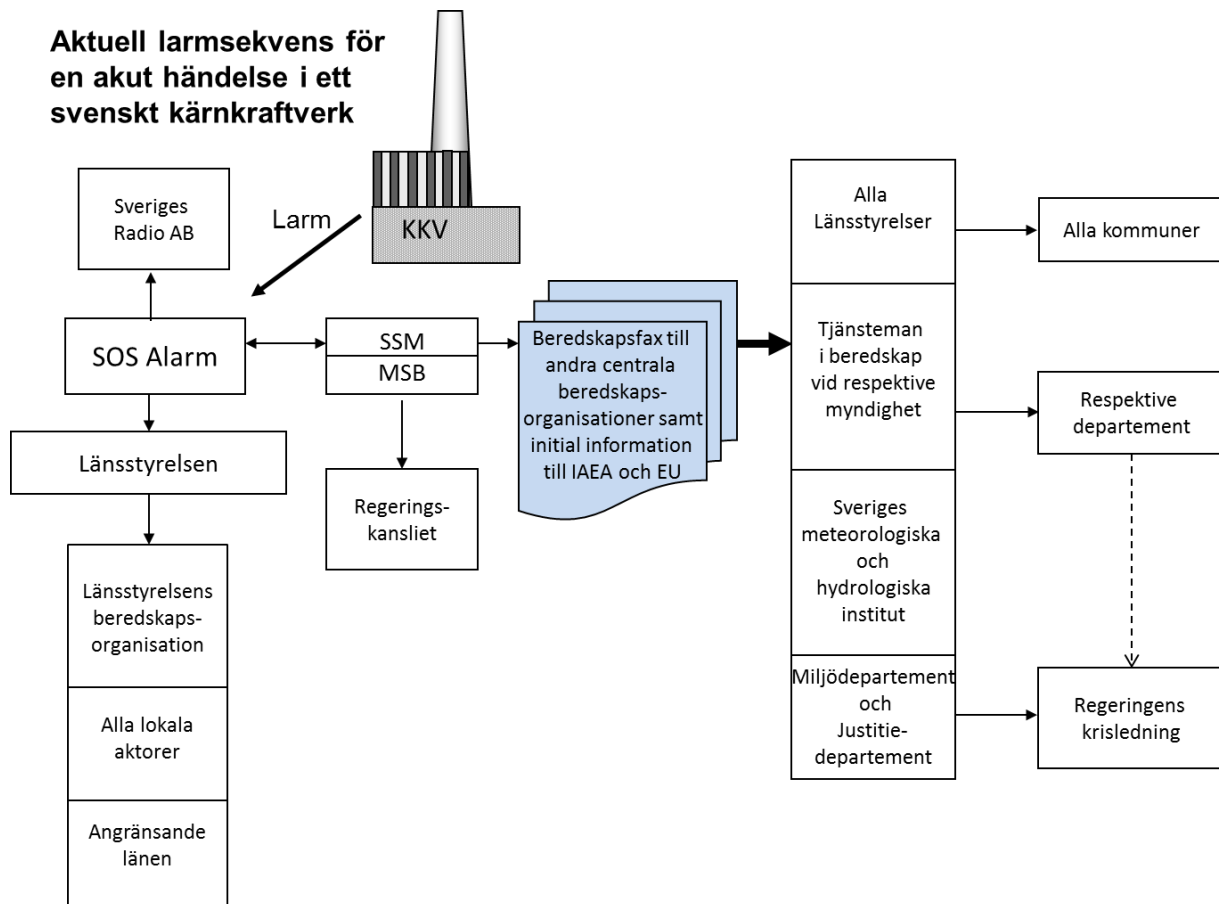 Aktuell larmsekvens för
en akut händelse i ett
svenskt kärnkraftverk
Sveriges
Radio AB
Larm
KKV
SOS Alarm
SSM
MSB
Länsstyrelsen
Regerings-
kansliet
Länsstyrelsens
beredskaps-
organisation
Alla lokala
aktorer
Angränsande
länen
Beredskapsfax till
andra centrala
beredskaps-
organisationer samt
initial information
till IAEA och EU
Alla
Länsstyrelser
Tjänsteman
i beredskap
vid respektive
myndighet
Sveriges
meteorologiska
och
hydrologiska
institut
Miljödepartement
och
Justitie-
departement
Alla kommuner
Respektive
departement
Regeringens
krisledning